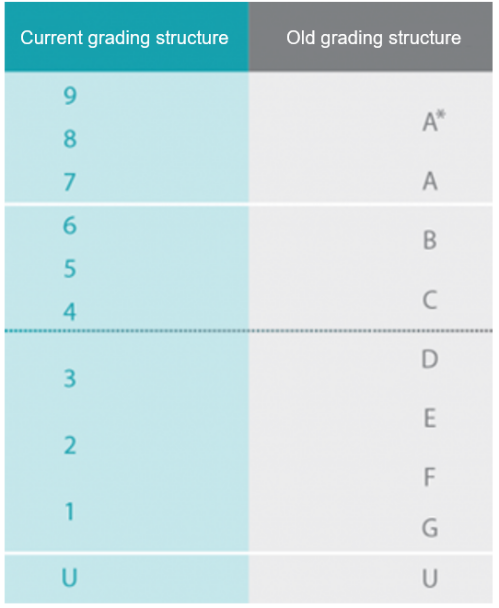 Current grading structure Old grading structure
9
A*
8
7 A
6
B
5
4 C
D
3
E
2
F
1
G
U U